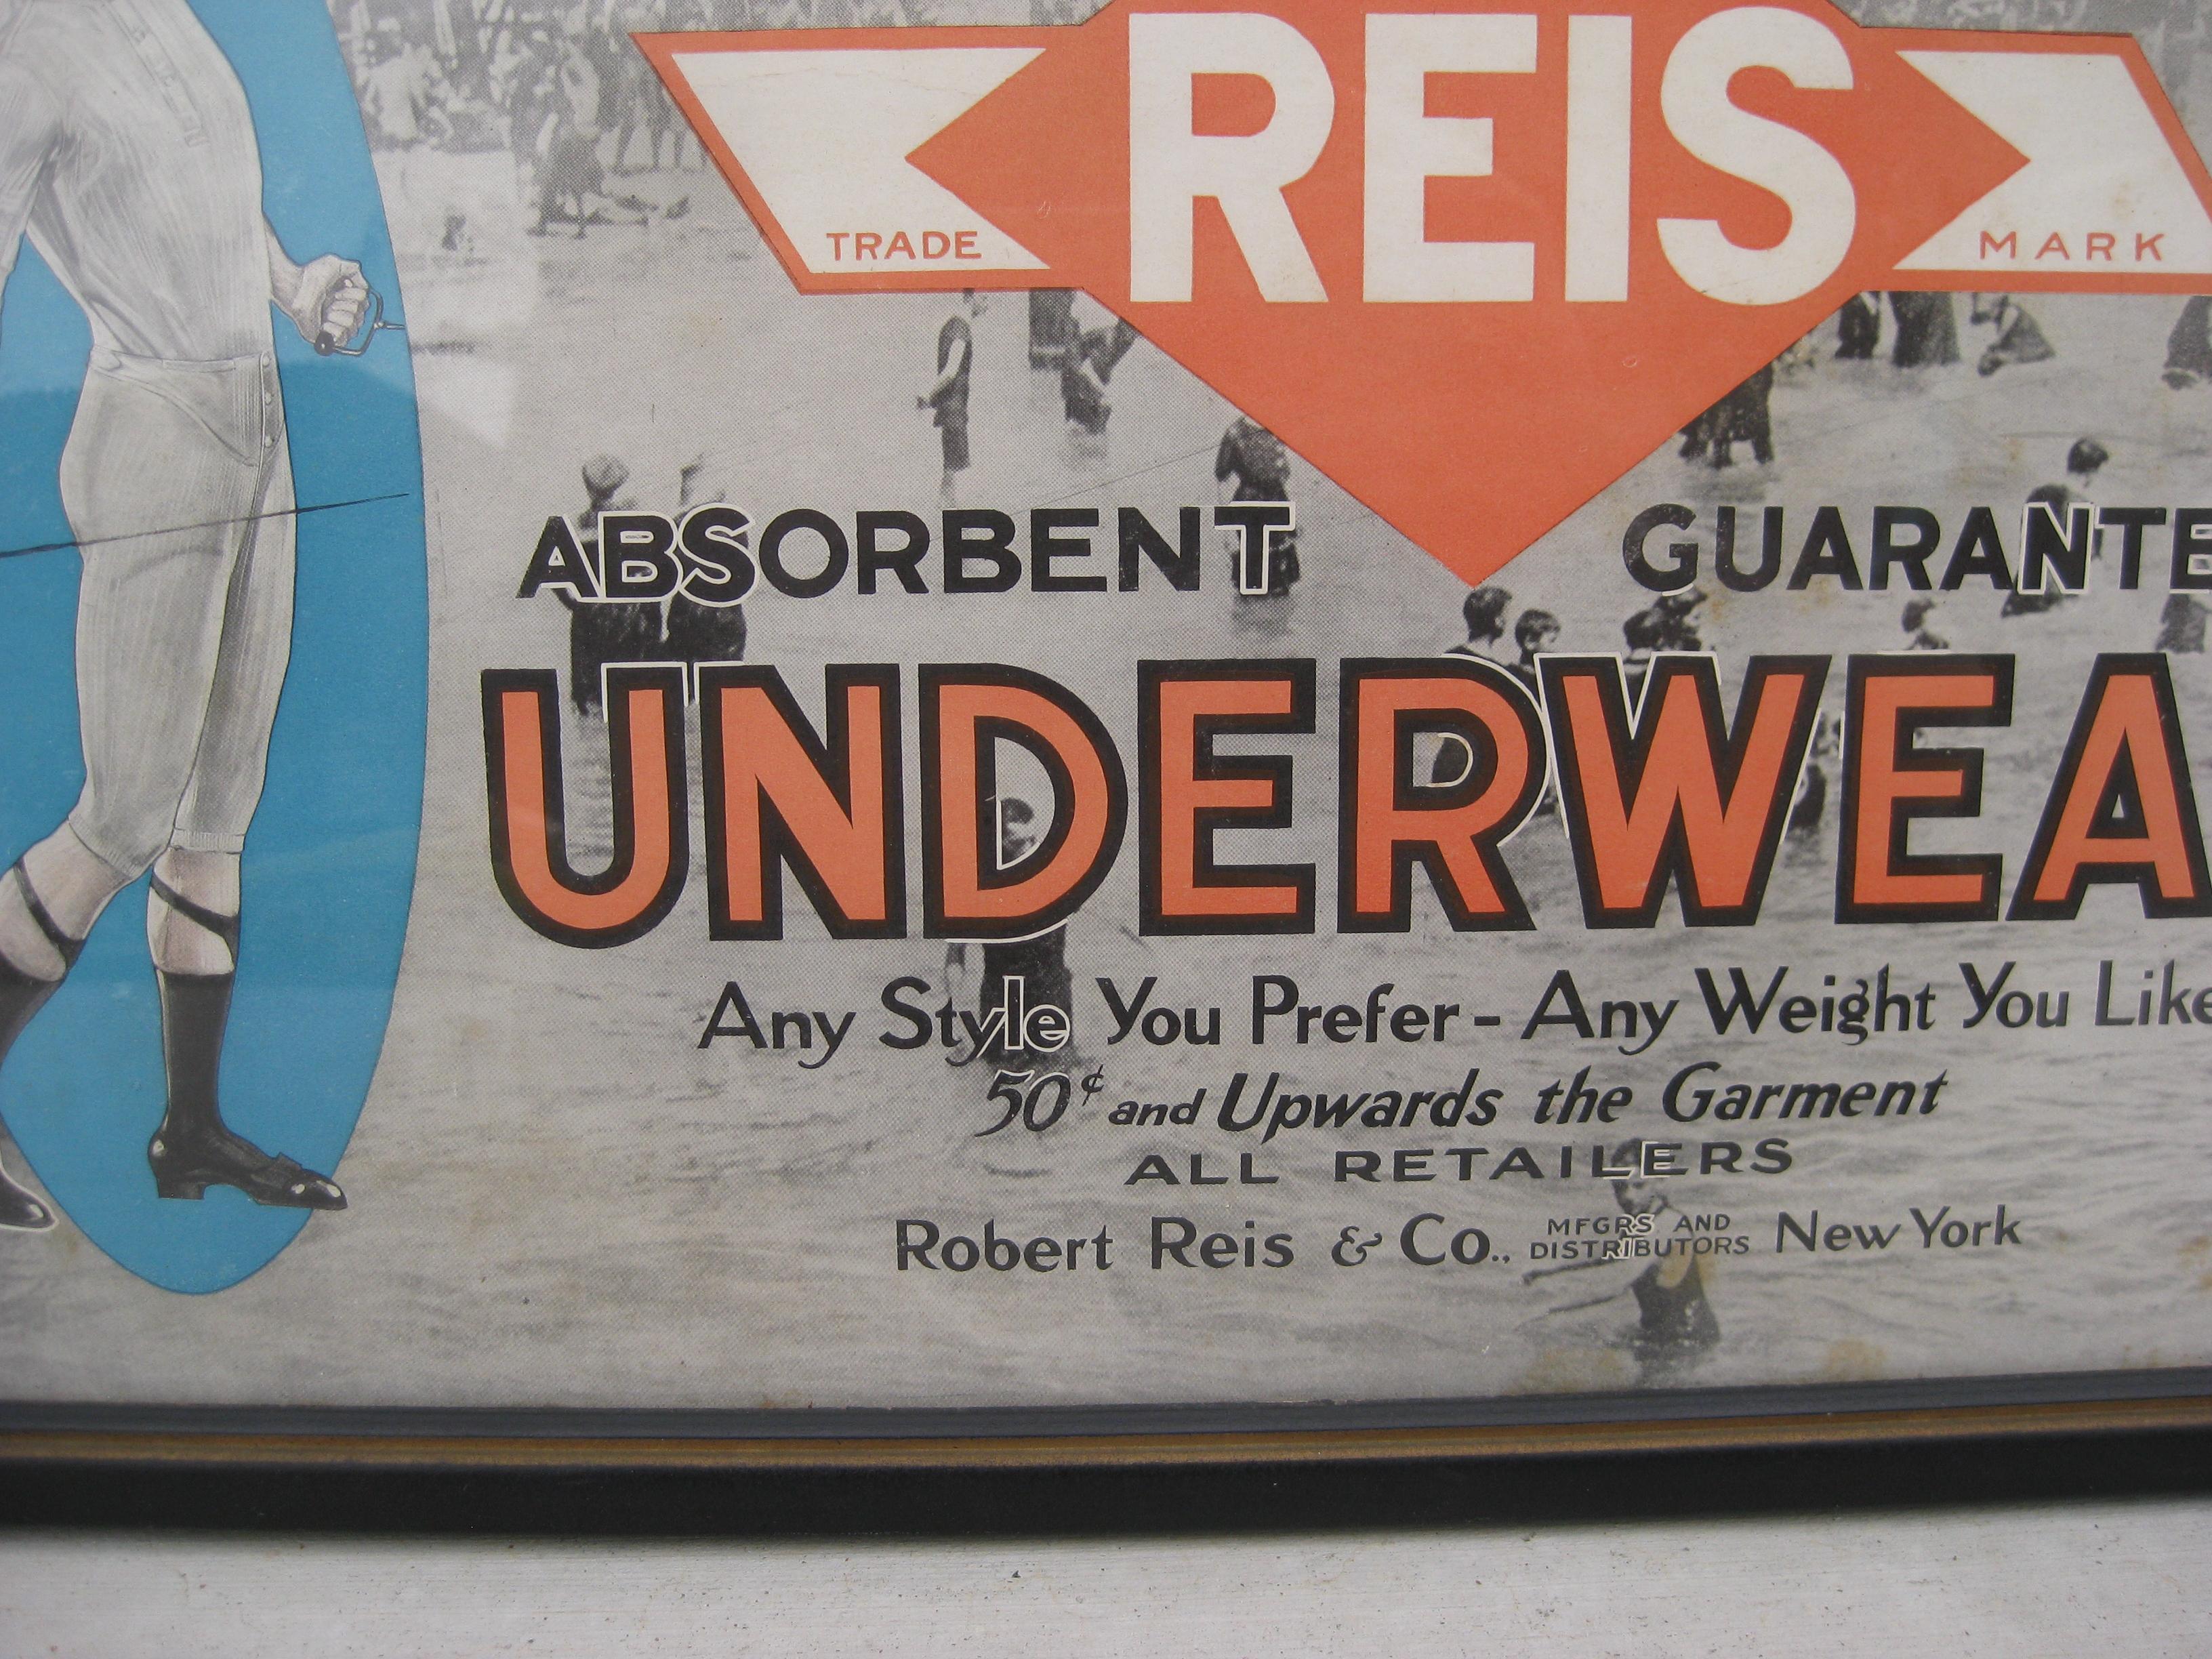 REIS
TRADE MARK
ABSORBENT GUARANTE
UNDERWEA
Any Style You Prefer - Any Weight You Like
50¢ and Upwards the Garment
ALL RETAILERS
Robert Reis & Co., MFGRS AND DISTRIBUTORS New York